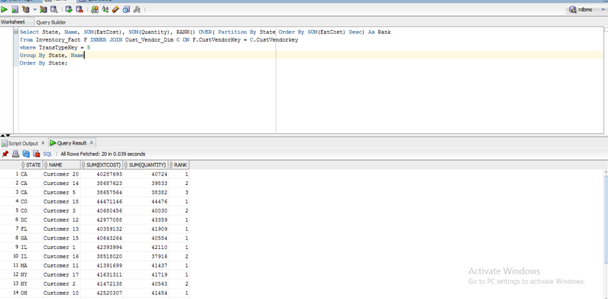 rdbms
Worksheet Query Builder
Select State, Name, SUM(ExtCost), SUM(Quantity), RANK() OVER( Partition By State Order By SUM(ExtCost) Desc) As Rank
from Inventory_Fact F INNER JOIN Cust_Vendor_Dim C ON F.CustVendorKey = C.CustVendorkey
where TransTypeKey = 5
Group By State, Name
Order By State;
Script Output × Query Result ×
SQL | All Rows Fetched: 20 in 0.039 seconds
STATE NAME SUM(EXTCOST) SUM(QUANTITY) RANK
1 CA Customer 20 40287693 40724 1
2 CA Customer 14 38687623 39833 2
3 CA Customer 5 38657564 38382 3
4 CO Customer 18 44471146 44476 1
5 CO Customer 3 40680456 40030 2
6 DC Customer 12 42977058 43359 1
7 FL Customer 13 40359132 41909 1
8 GA Customer 15 40643264 40554 1
9 IL Customer 1 42393994 42110 1
10 IL Customer 16 38518020 37916 2
11 MA Customer 11 41391699 41437 1
12 NY Customer 9 41631311 41719 1
13 NY Customer 2 41472138 40563 2
14 OH Customer 10 42520307 41454 1
Activate Windows
Go to PC settings to activate Windows.